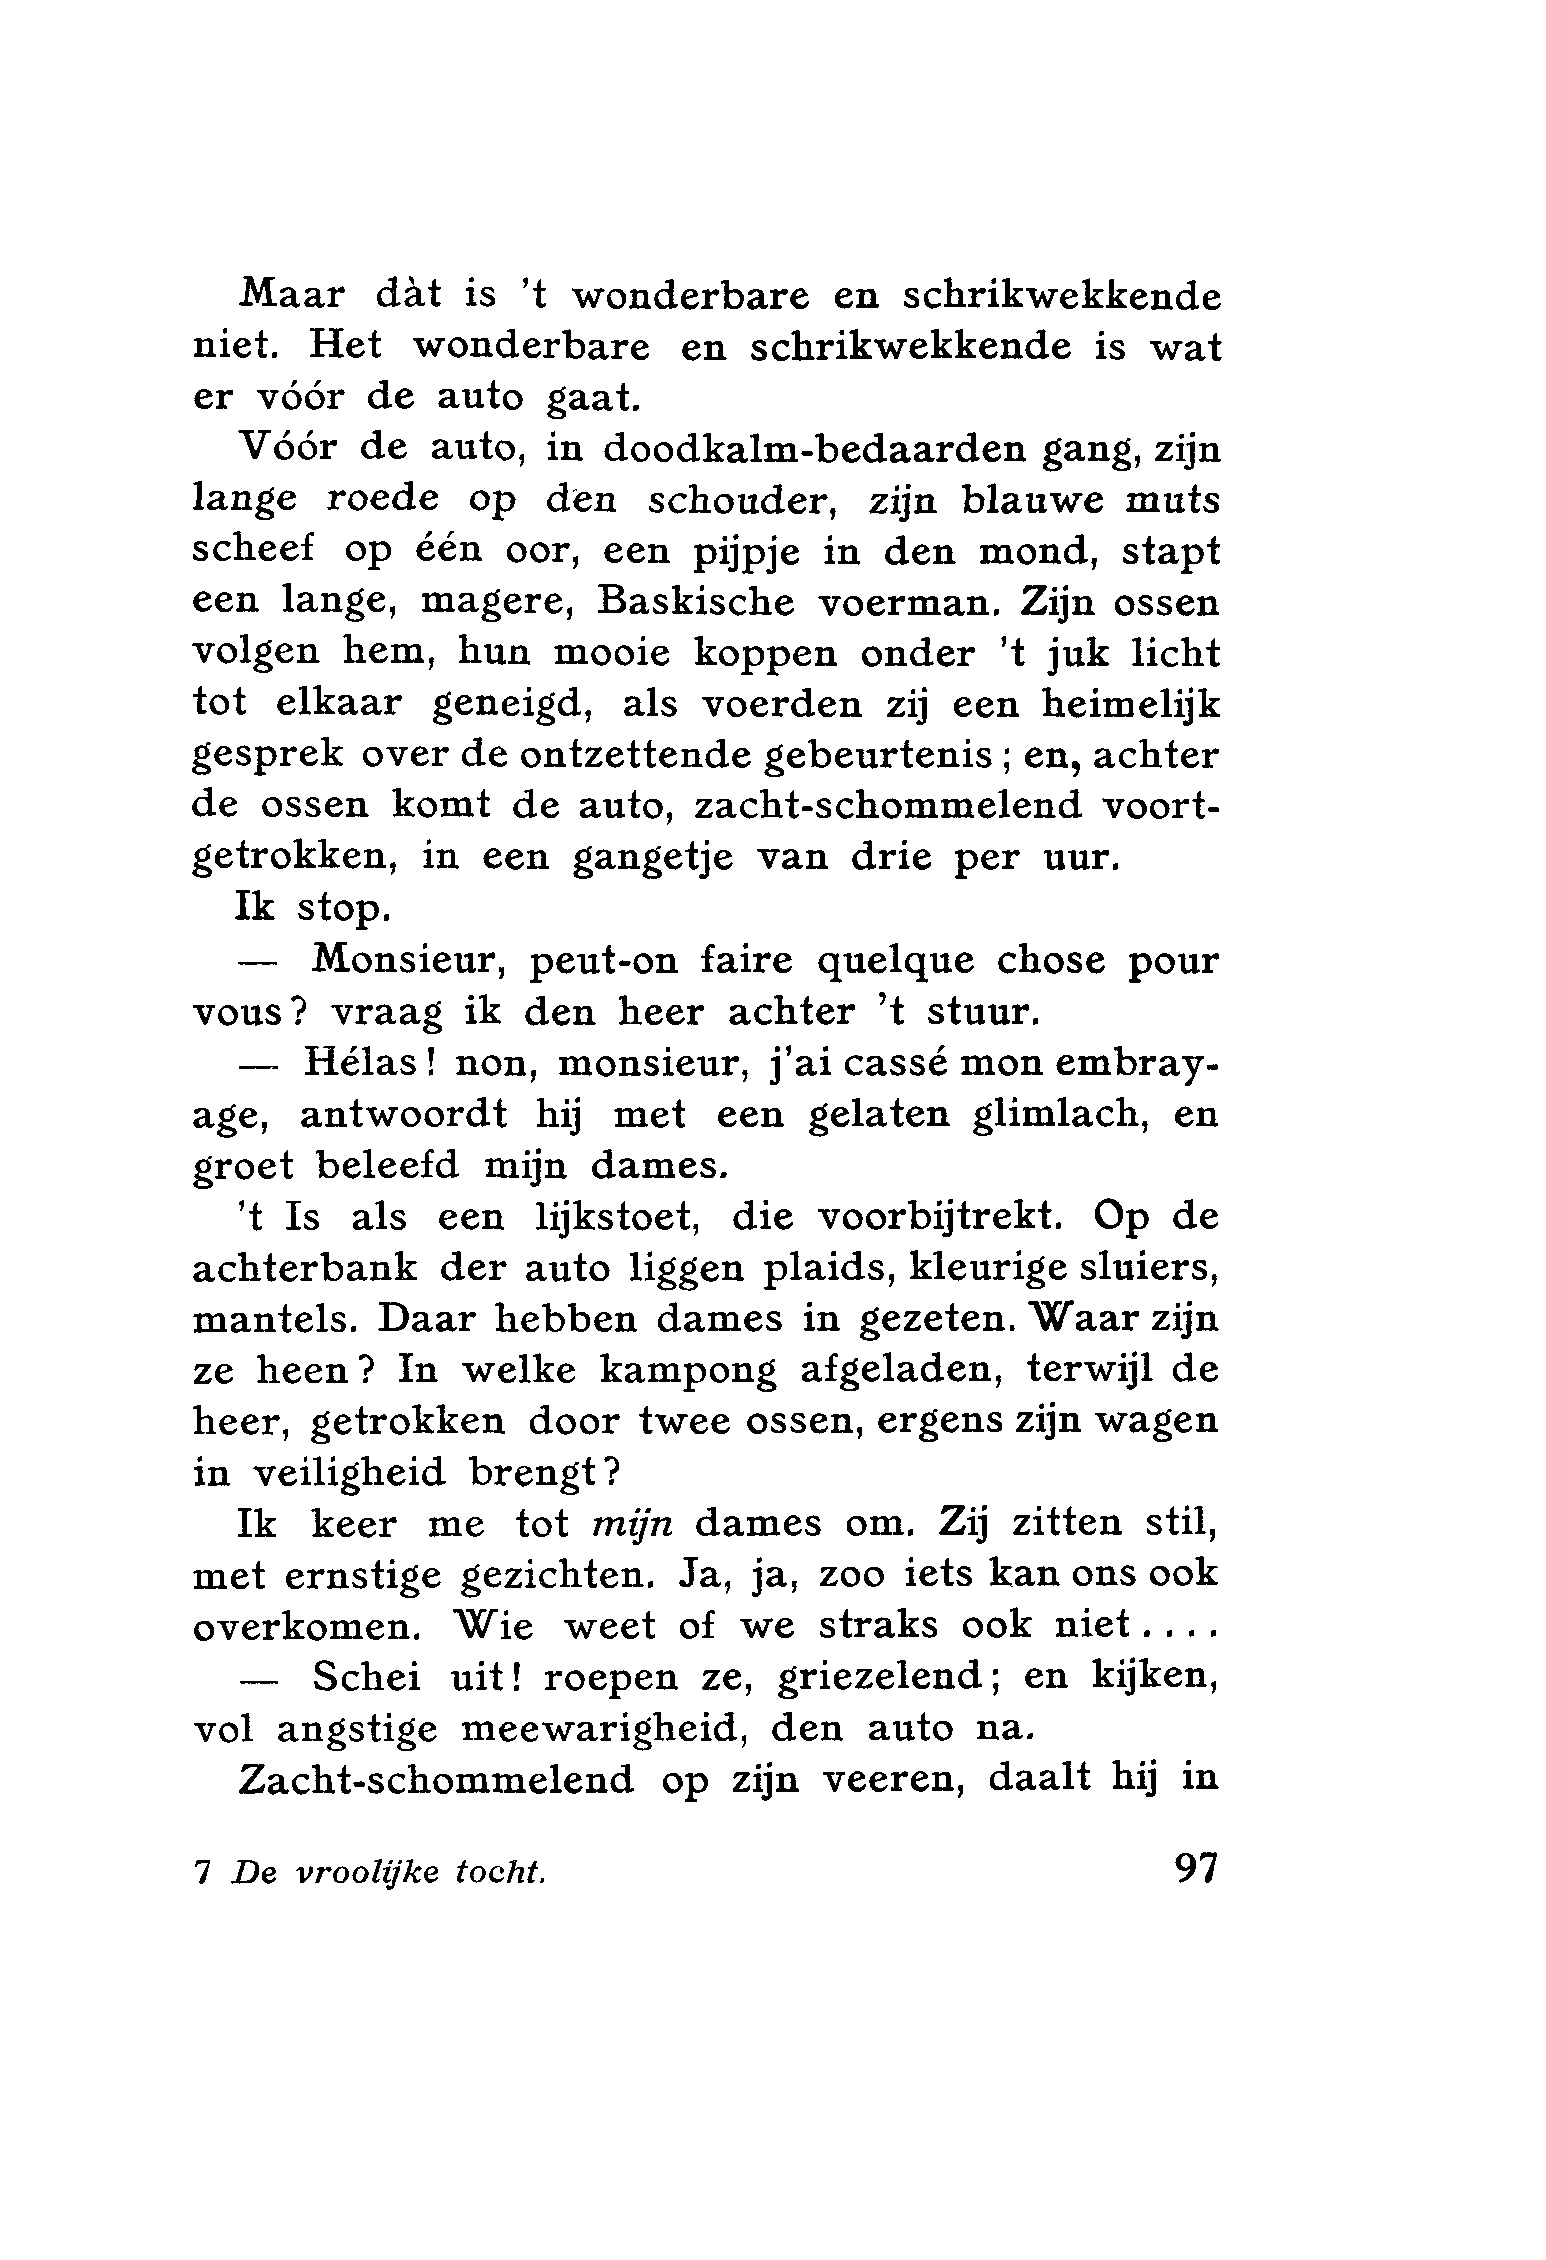 Maar dàt is 't wonderbare en schrikwekkende
niet. Het wonderbare en schrikwekkende is wat
er vóór de auto gaat.
Vóór de auto, in doodkalm-bedaarden gang, zijn
lange roede op den schouder, zijn blauwe muts
scheef op één oor, een pijpje in den mond, stapt
een lange, magere, Baskische voerman. Zijn ossen
volgen hem, hun mooie koppen onder 't juk licht
tot elkaar geneigd, als voerden zij een heimelijk
gesprek over de ontzettende gebeurtenis ; en, achter
de ossen komt de auto, zacht-schommelend voort-
getrokken, in een gangetje van drie per uur.
Ik stop.
— Monsieur, peut-on faire quelque chose pour
vous ? vraag ik den heer achter 't stuur.
— Hélas ! non, monsieur, j'ai cassé mon embray-
age, antwoordt hij met een gelaten glimlach, en
groet beleefd mijn dames.
't Is als een lijkstoet, die voorbijtrekt. Op de
achterbank der auto liggen plaids, kleurige sluiers,
mantels. Daar hebben dames in gezeten. Waar zijn
ze heen ? In welke kampong afgeladen, terwijl de
heer, getrokken door twee ossen, ergens zijn wagen
in veiligheid brengt ?
Ik keer me tot mijn dames om. Zij zitten stil,
met ernstige gezichten. Ja, ja, zoo iets kan ons ook
overkomen. Wie weet of we straks ook niet . . . .
— Schei uit! roepen ze, griezelend ; en kijken,
vol angstige meewarigheid, den auto na.
Zacht-schommelend op zijn veeren, daalt hij in
7 De vroolijke tocht. 97